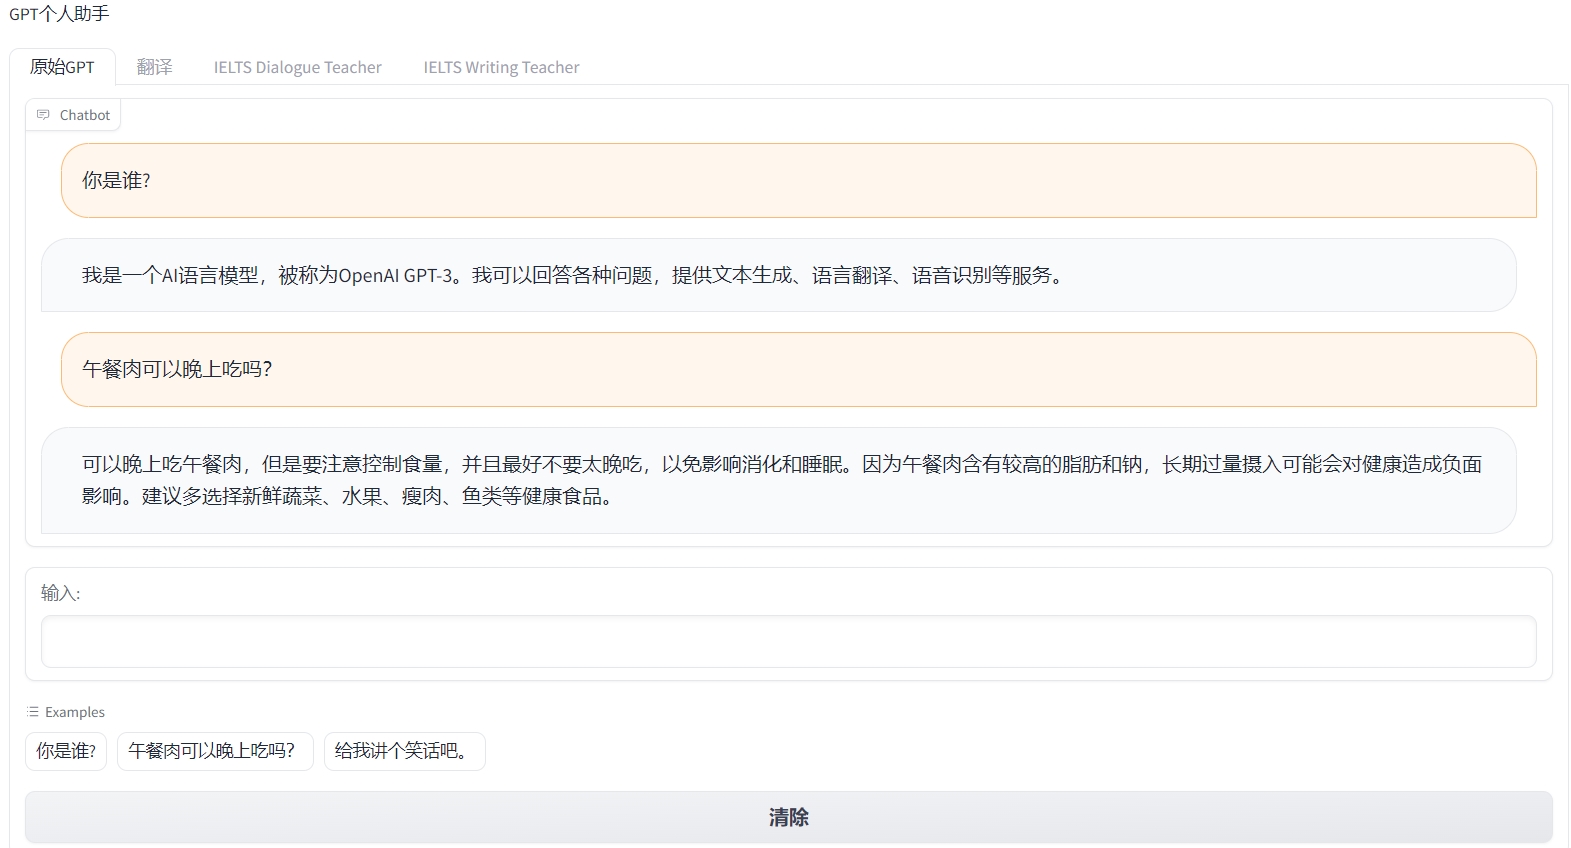 GPT个人助手
原始GPT 翻译 IELTS Dialogue Teacher IELTS Writing Teacher
Chatbot
你是谁?
我是一个AI语言模型，被称为OpenAI GPT-3。我可以回答各种问题，提供文本生成、语言翻译、语音识别等服务。
午餐肉可以晚上吃吗？
可以晚上吃午餐肉，但是要注意控制食量，并且最好不要太晚吃，以免影响消化和睡眠。因为午餐肉含有较高的脂肪和钠，长期过量摄入可能会对健康造成负面
影响。建议多选择新鲜蔬菜、水果、瘦肉、鱼类等健康食品。
输入:
Examples
你是谁? 午餐肉可以晚上吃吗？ 给我讲个笑话吧。
清除